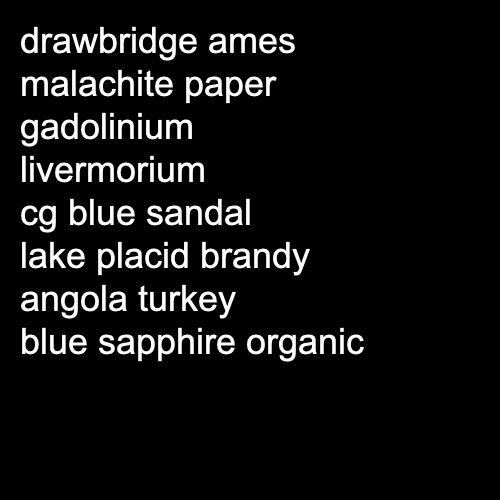 drawbridge ames
malachite paper
gadolinium
livermorium
cg blue sandal
lake placid brandy
angola turkey
blue sapphire organic